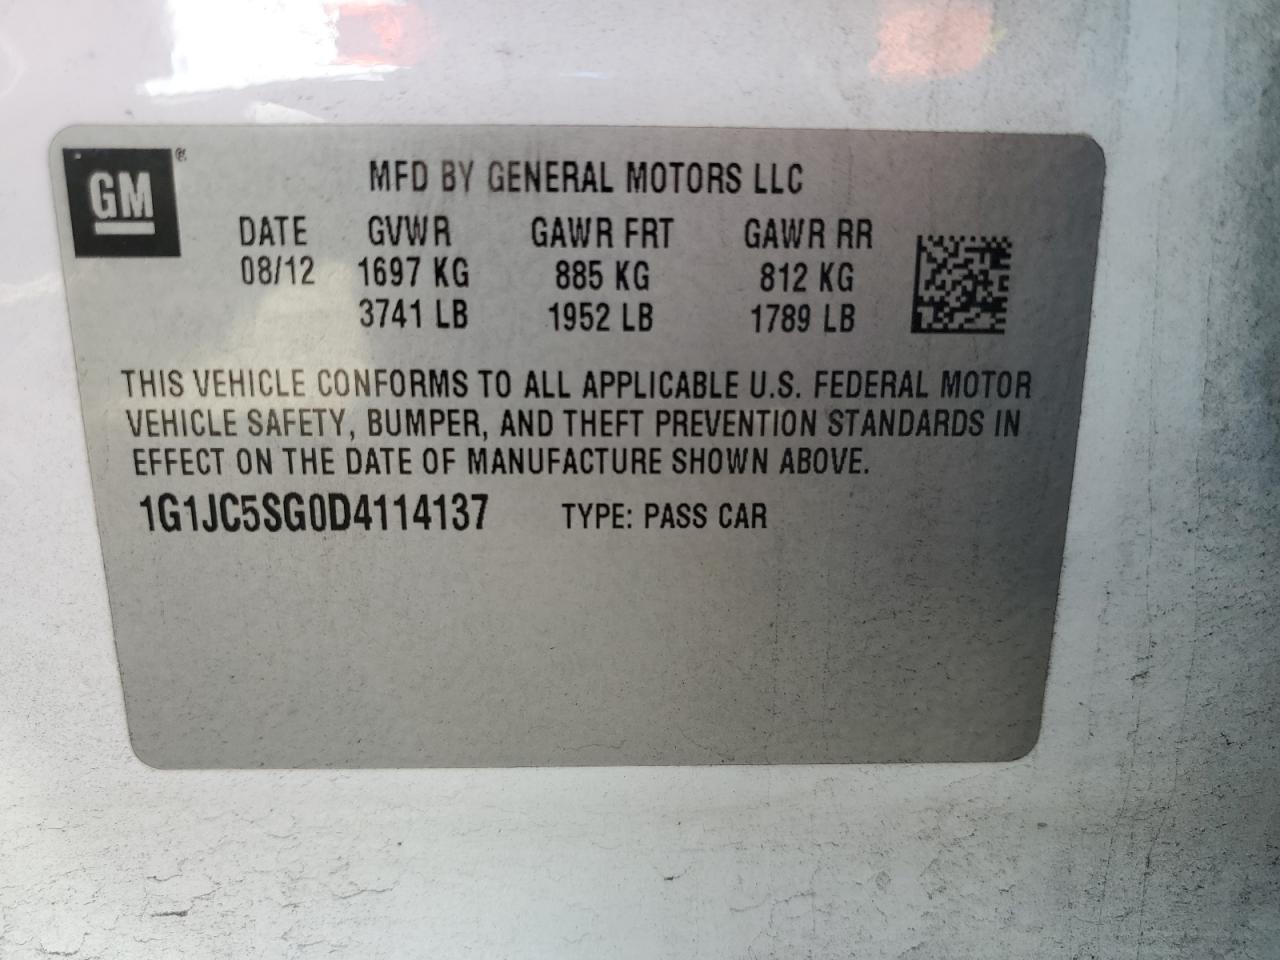 GM®
MFD BY GENERAL MOTORS LLC
DATE GVWR GAWR FRT GAWR RR
08/12 1697 KG 885 KG 812 KG
3741 LB 1952 LB 1789 LB
THIS VEHICLE CONFORMS TO ALL APPLICABLE U.S. FEDERAL MOTOR
VEHICLE SAFETY, BUMPER, AND THEFT PREVENTION STANDARDS IN
EFFECT ON THE DATE OF MANUFACTURE SHOWN ABOVE.
1G1JC5SG0D4114137 TYPE: PASS CAR